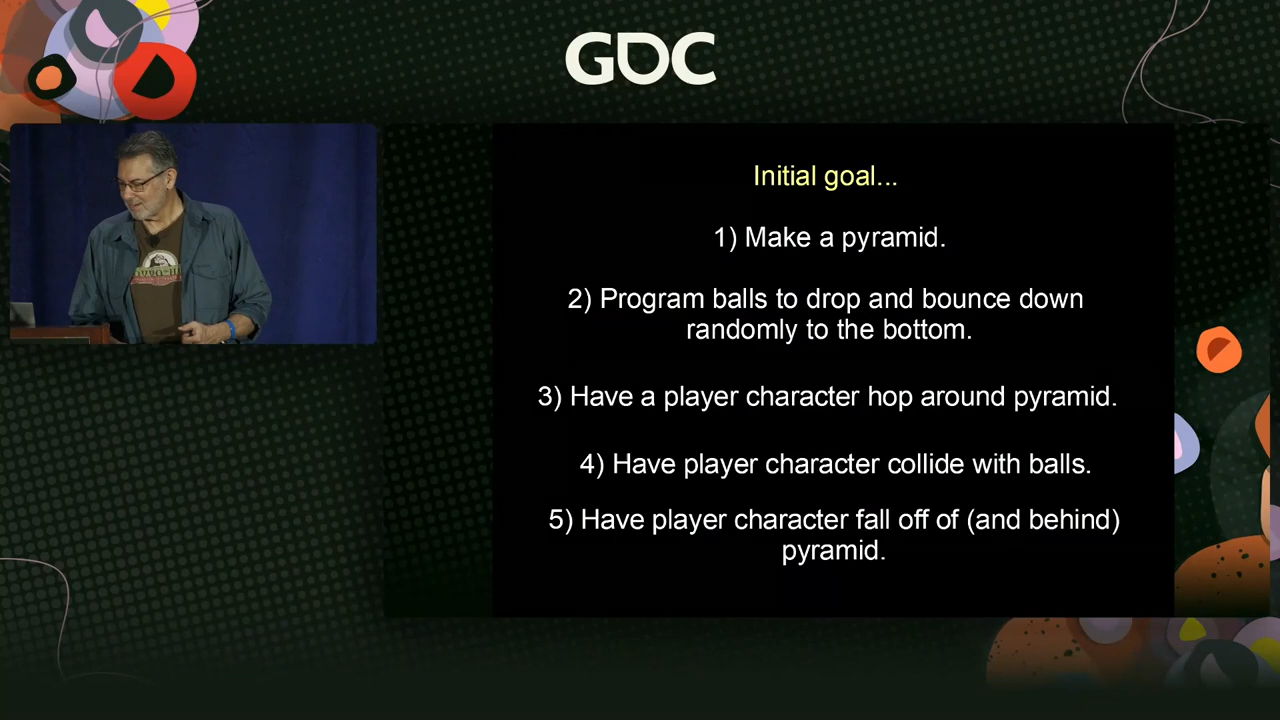 GDC
Initial goal...
1) Make a pyramid.
2) Program balls to drop and bounce down
randomly to the bottom.
3) Have a player character hop around pyramid.
4) Have player character collide with balls.
5) Have player character fall off of (and behind)
pyramid.